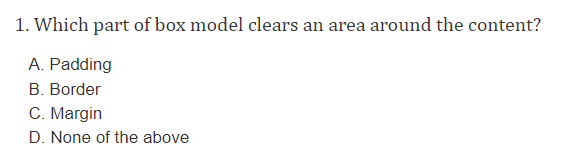 1. Which part of box model clears an area around the content?
A. Padding
B. Border
C. Margin
D. None of the above